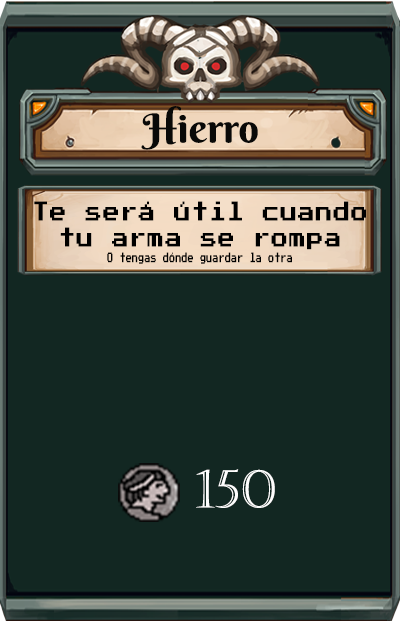 Hierro
Te será útil cuando
tu arma se rompa
O tengas dónde guardar la otra
150